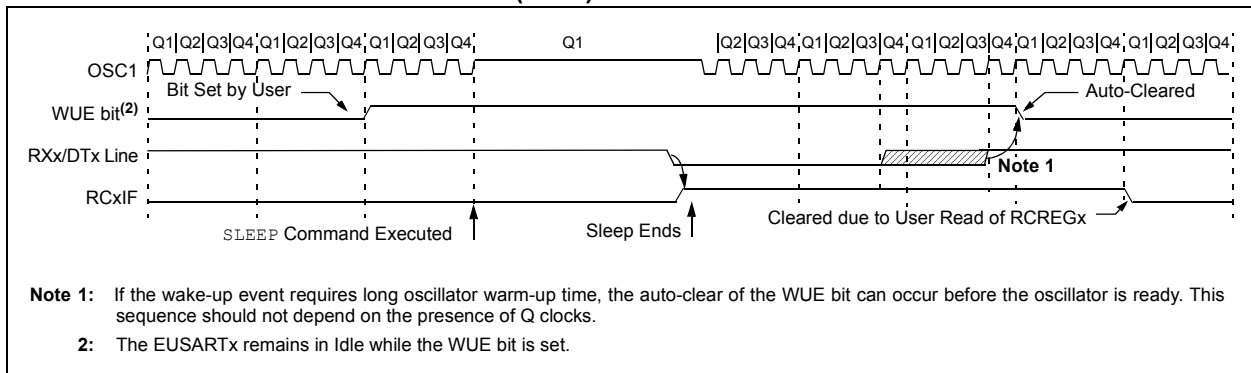 Q1 Q2 Q3 Q4 Q1 Q2 Q3 Q4 Q1 Q2 Q3 Q4 Q1 Q2 Q3 Q4 Q1 Q2 Q3 Q4 Q1 Q2 Q3 Q4 Q1 Q2 Q3 Q4
OSC1
Bit Set by User
Auto-Cleared
WUE bit(2)
RXx/DTx Line
Note 1
RCxIF
Cleared due to User Read of RCREGx
SLEEP Command Executed
Sleep Ends
Note 1: If the wake-up event requires long oscillator warm-up time, the auto-clear of the WUE bit can occur before the oscillator is ready. This
sequence should not depend on the presence of Q clocks.
2: The EUSARTx remains in Idle while the WUE bit is set.